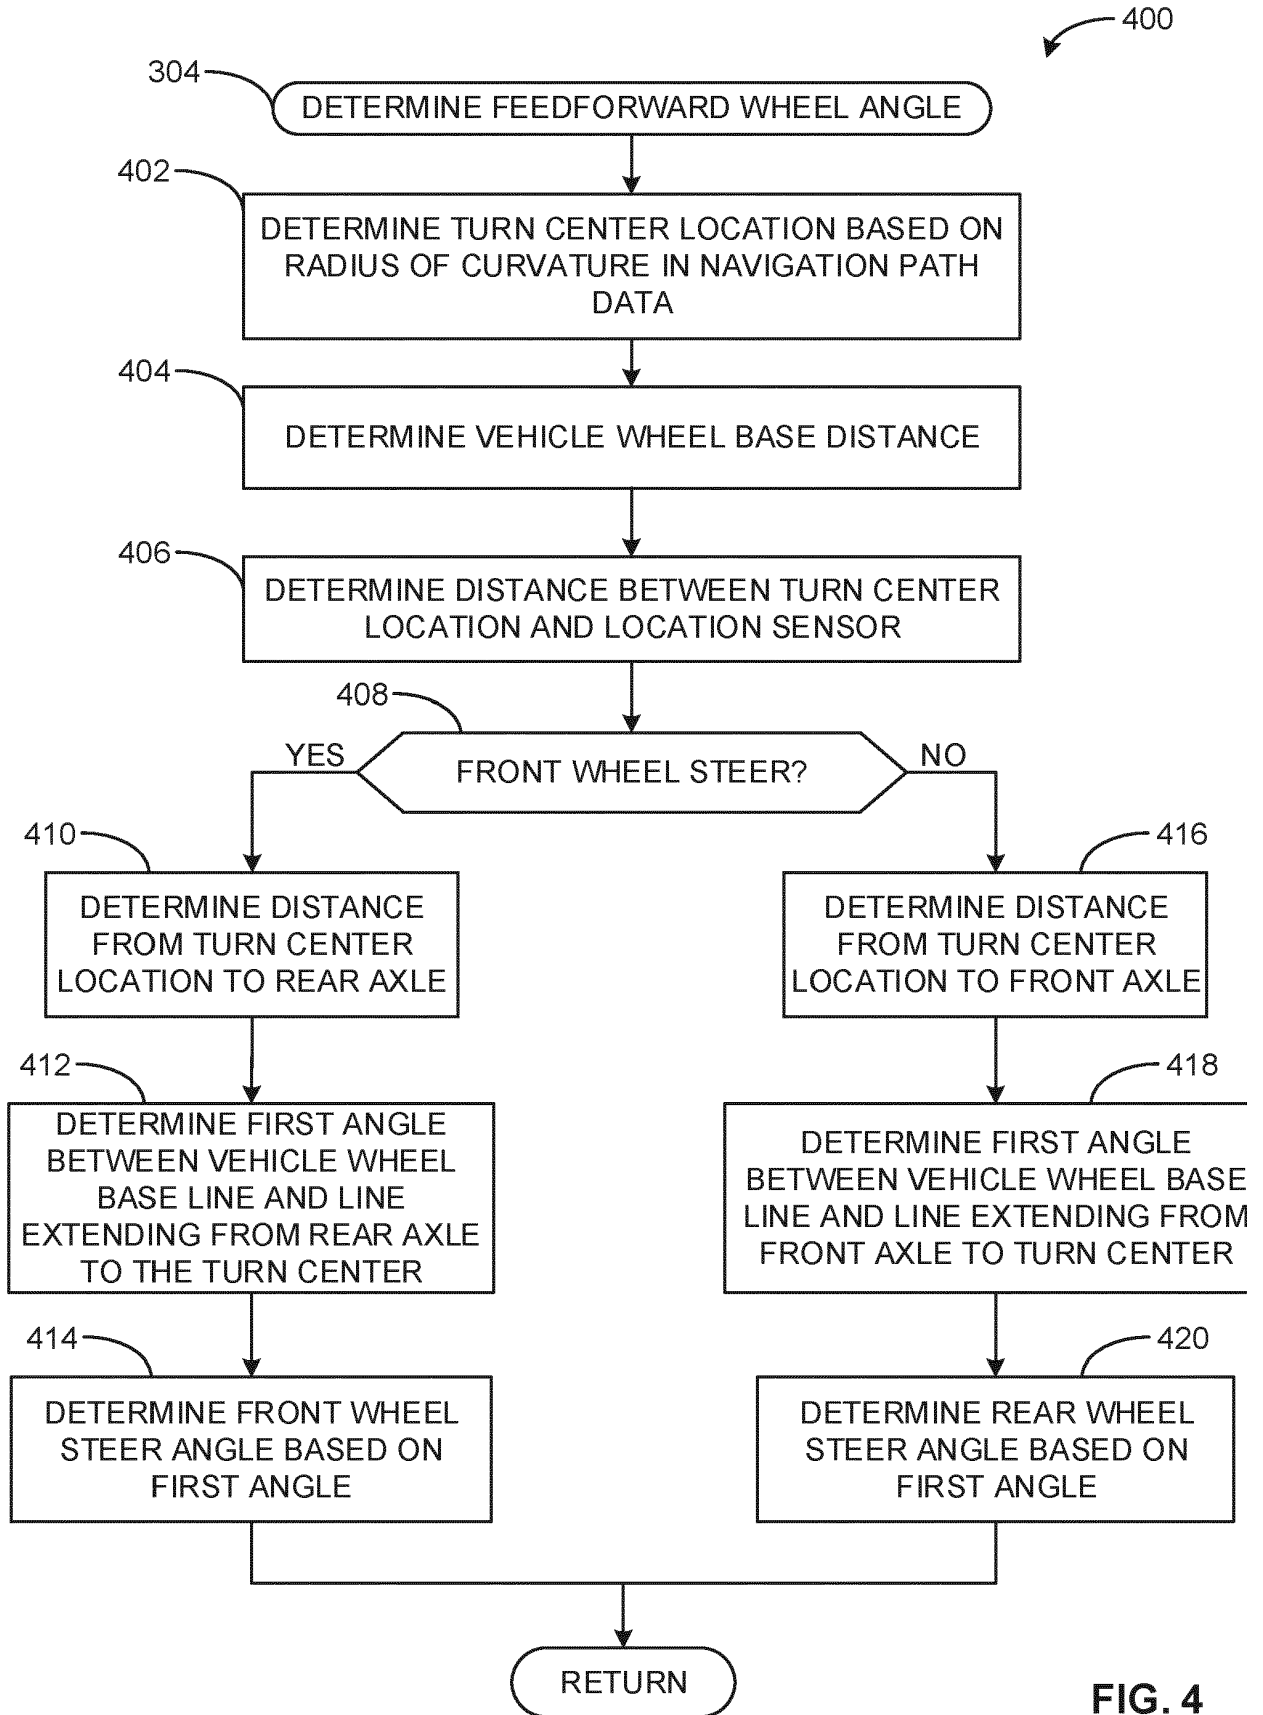 400
304
DETERMINE FEEDFORWARD WHEEL ANGLE
402
DETERMINE TURN CENTER LOCATION BASED ON
RADIUS OF CURVATURE IN NAVIGATION PATH
DATA
404
DETERMINE VEHICLE WHEEL BASE DISTANCE
406
DETERMINE DISTANCE BETWEEN TURN CENTER
LOCATION AND LOCATION SENSOR
408
FRONT WHEEL STEER?
YES
NO
410
DETERMINE DISTANCE
FROM TURN CENTER
LOCATION TO REAR AXLE
412
DETERMINE FIRST ANGLE
BETWEEN VEHICLE WHEEL
BASE LINE AND LINE
EXTENDING FROM REAR AXLE
TO THE TURN CENTER
414
DETERMINE FRONT WHEEL
STEER ANGLE BASED ON
FIRST ANGLE
416
DETERMINE DISTANCE
FROM TURN CENTER
LOCATION TO FRONT AXLE
418
DETERMINE FIRST ANGLE
BETWEEN VEHICLE WHEEL BASE
LINE AND LINE EXTENDING FROM
FRONT AXLE TO TURN CENTER
420
DETERMINE REAR WHEEL
STEER ANGLE BASED ON
FIRST ANGLE
RETURN
FIG. 4